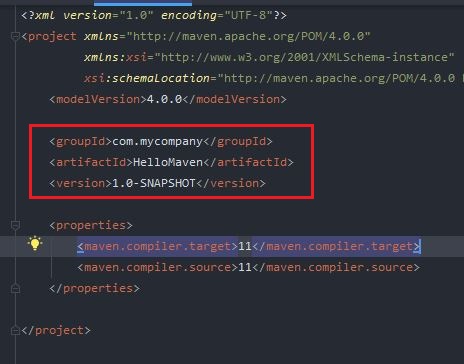 <?xml version="1.0" encoding="UTF-8"?>
<project xmlns="http://maven.apache.org/POM/4.0.0"
xmlns:xsi="http://www.w3.org/2001/XMLSchema-instance"
xsi:schemaLocation="http://maven.apache.org/POM/4.0.0
<modelVersion>4.0.0</modelVersion>
<groupId>com.mycompany</groupId>
<artifactId>HelloMaven</artifactId>
<version>1.0-SNAPSHOT</version>
<properties>
<maven.compiler.target>11</maven.compiler.target>
<maven.compiler.source>11</maven.compiler.source>
</properties>
</project>